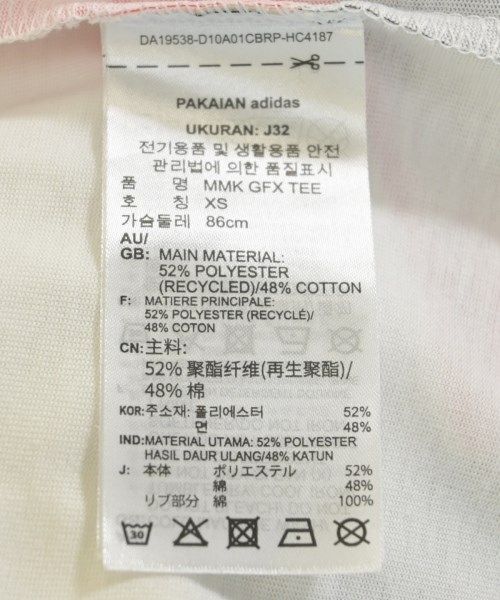 DA19538-D10A01CBRP-HC4187
PAKAIAN adidas
UKURAN: J32
전기용품 및 생활용품 안전
관리법에 의한 품질표시
품 명 MMK GFX TEE
호 칭 XS
가슴둘레 86cm
AU/
GB: MAIN MATERIAL:
52% POLYESTER
(RECYCLED)/48% COTTON
F: MATIERE PRINCIPALE:
52% POLYESTER (RECYCLÉ)/
48% COTON
CN:主料:
52% 聚酯纤维(再生聚酯)/
48% 棉
KOR:주소재: 폴리에스터 52%
면 48%
IND:MATERIAL UTAMA: 52% POLYESTER
HASIL DAUR ULANG/48% KATUN
J: 本体 ポリエステル 52%
綿 48%
リブ部分 綿 100%
30